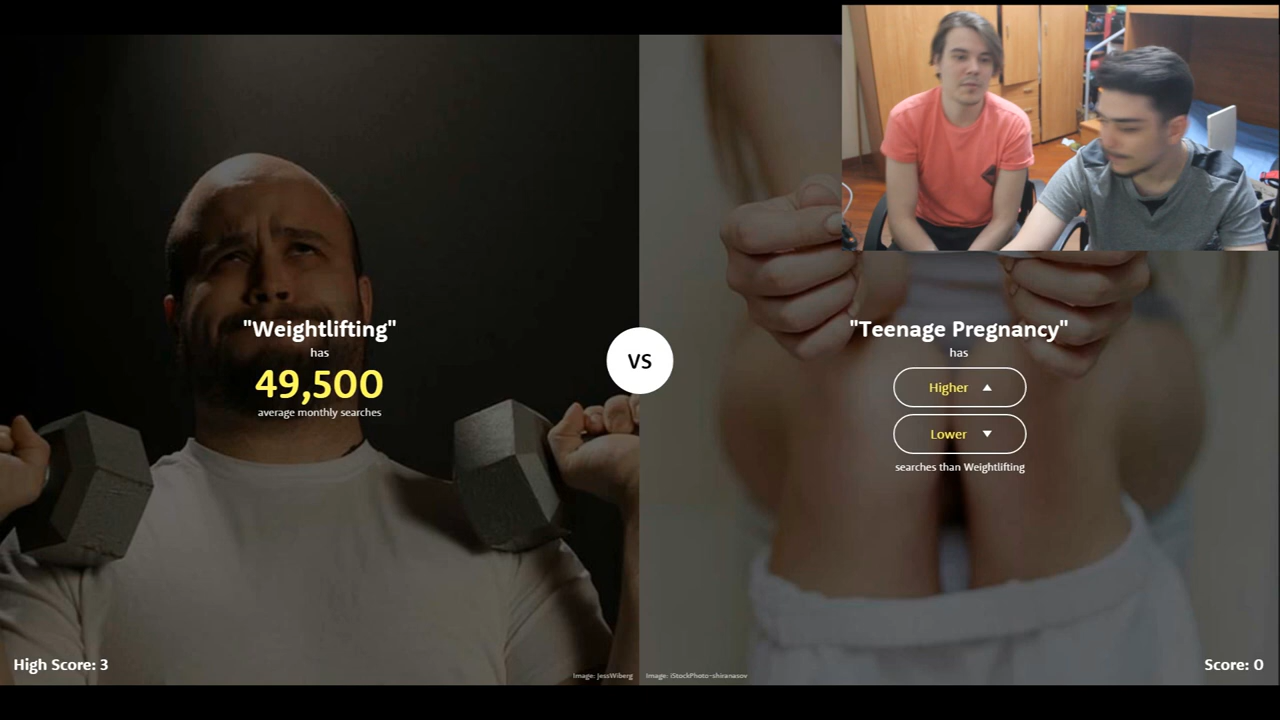 "Weightlifting"
has
49,500
average monthly searches
VS
"Teenage Pregnancy"
has
Higher ▲
Lower ▼
searches than Weightlifting
High Score: 3
Image: JessWiberg
Image: iStockPhoto-shiranasov
Score: 0